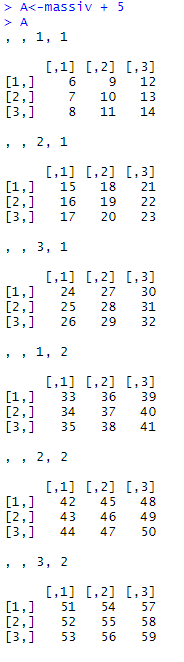 > A<-massiv + 5
> A
, , 1, 1

     [,1] [,2] [,3]
[1,]    6    9   12
[2,]    7   10   13
[3,]    8   11   14

, , 2, 1

     [,1] [,2] [,3]
[1,]   15   18   21
[2,]   16   19   22
[3,]   17   20   23

, , 3, 1

     [,1] [,2] [,3]
[1,]   24   27   30
[2,]   25   28   31
[3,]   26   29   32

, , 1, 2

     [,1] [,2] [,3]
[1,]   33   36   39
[2,]   34   37   40
[3,]   35   38   41

, , 2, 2

     [,1] [,2] [,3]
[1,]   42   45   48
[2,]   43   46   49
[3,]   44   47   50

, , 3, 2

     [,1] [,2] [,3]
[1,]   51   54   57
[2,]   52   55   58
[3,]   53   56   59